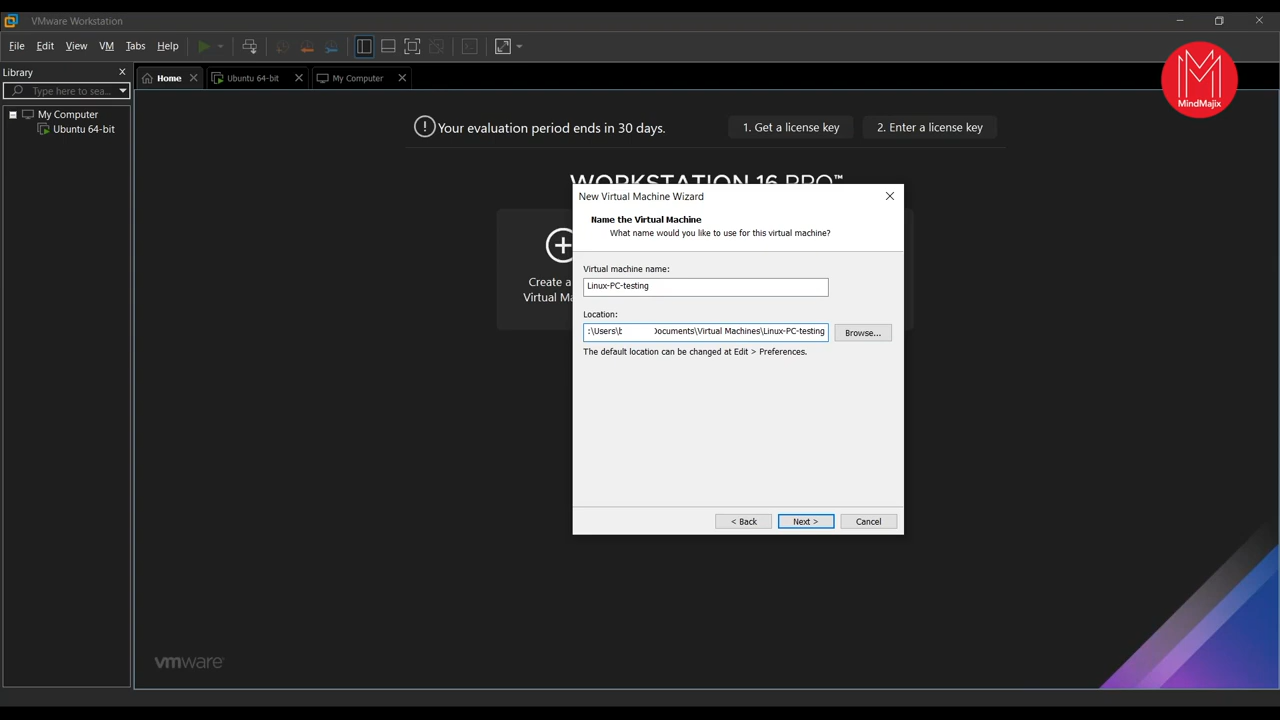 VMware Workstation
File Edit View VM Tabs Help
Library
Home Ubuntu 64-bit My Computer
Type here to sea...
My Computer
Ubuntu 64-bit
MindMajix
Your evaluation period ends in 30 days. 1. Get a license key 2. Enter a license key
WORKSTATION 16 PRO™
New Virtual Machine Wizard
Name the Virtual Machine
What name would you like to use for this virtual machine?
Create a
Virtual Ma
Virtual machine name:
Linux-PC-testing
Location:
:\Users\ Documents\Virtual Machines\Linux-PC-testing Browse...
The default location can be changed at Edit > Preferences.
< Back Next > Cancel
vmware